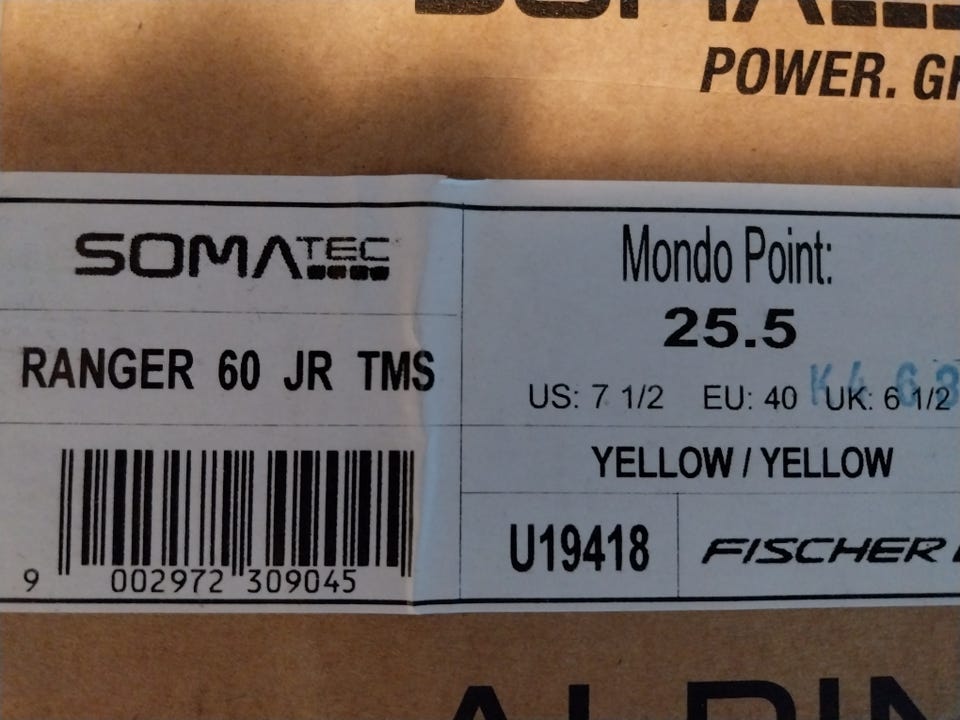 POWER.
SOMATEC
RANGER 60 JR TMS
9 002972 309045
Mondo Point:
25.5
US: 7 1/2 EU: 40 UK: 6 1/2
YELLOW / YELLOW
U19418
FISCHER